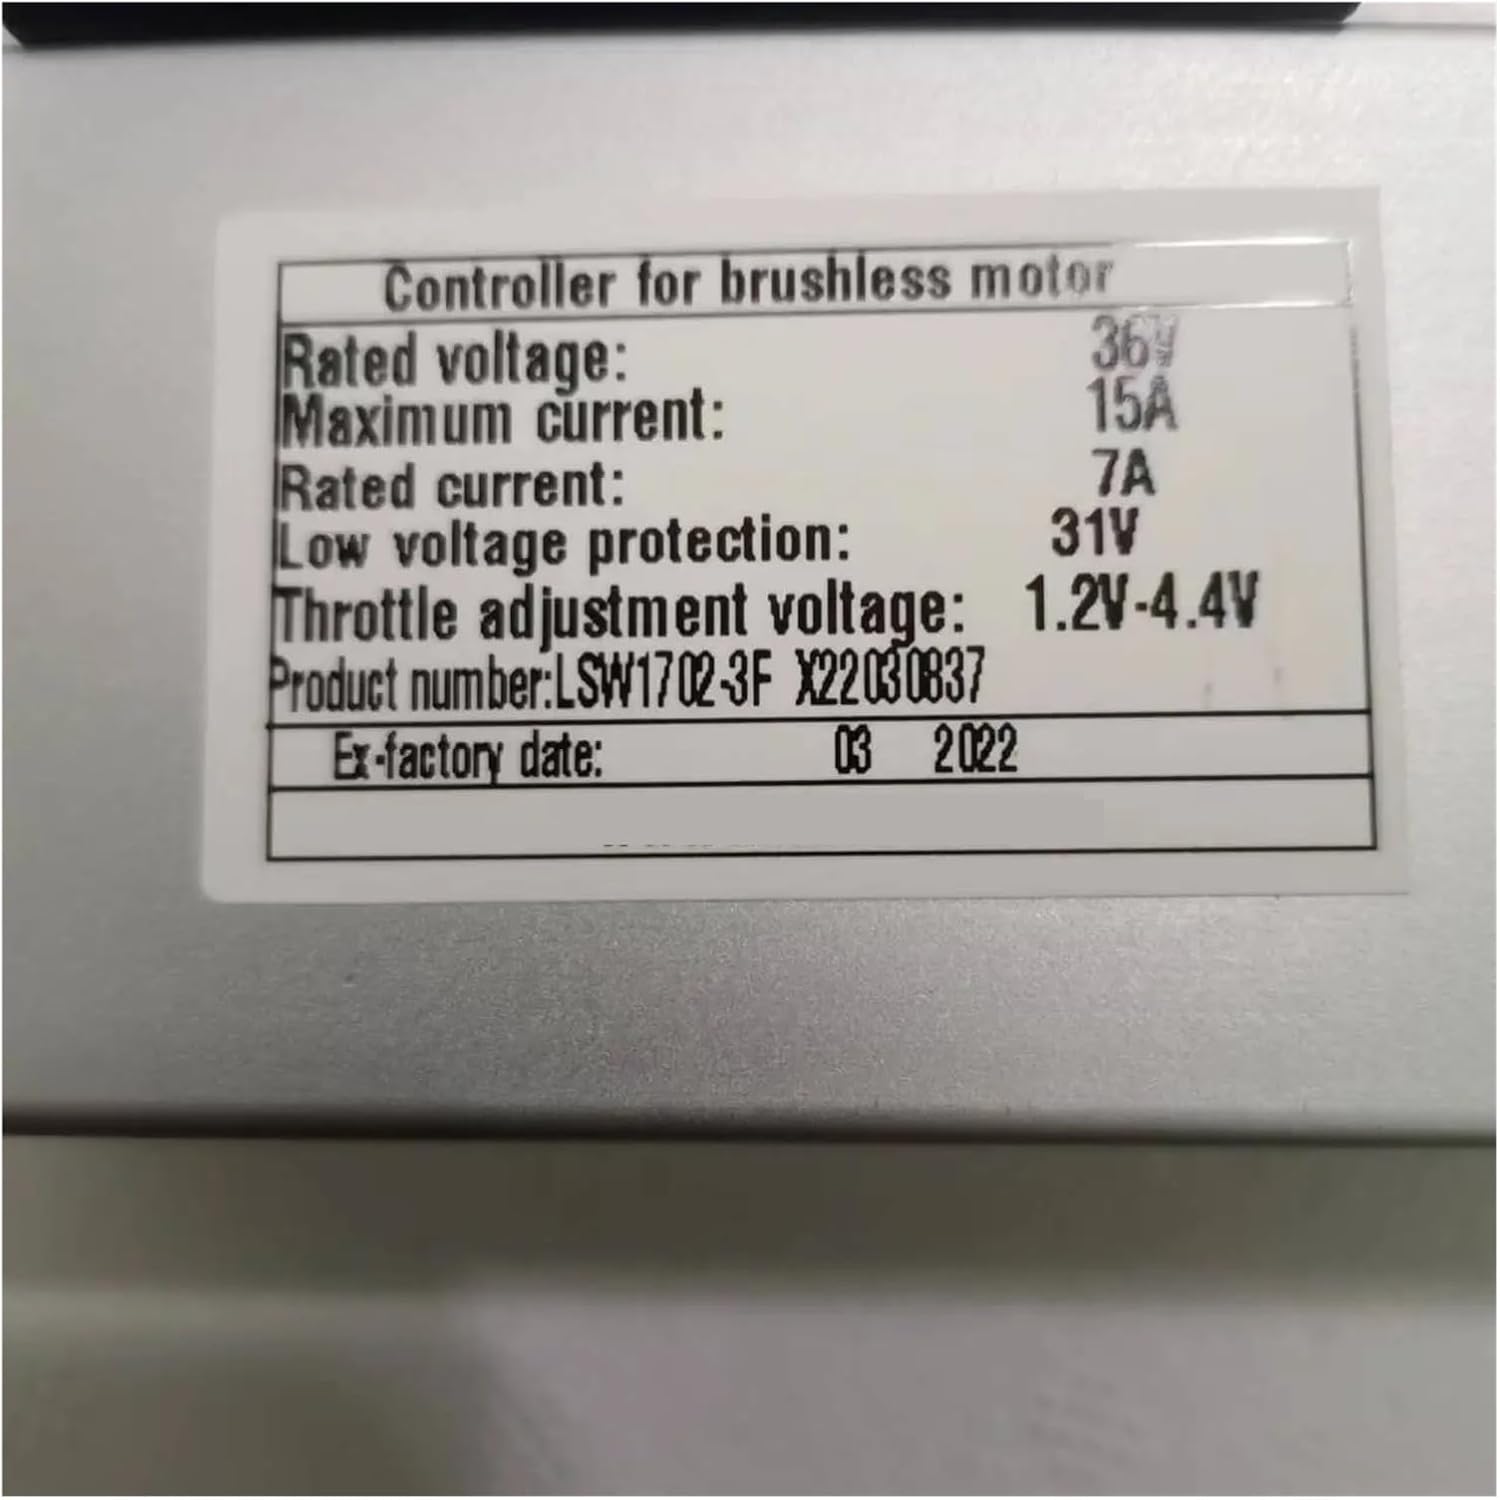 Controller for brushless motor
Rated voltage: 36V
Maximum current: 15A
Rated current: 7A
Low voltage protection: 31V
Throttle adjustment voltage: 1.2V-4.4V
Product number:LSW1702-3F X22030837
Ex-factory date: 03 2022